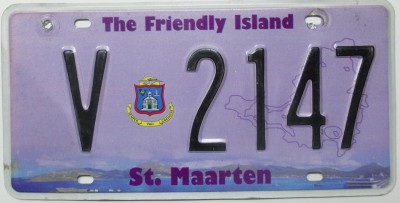 The Friendly Island
V 2147
St. Maarten